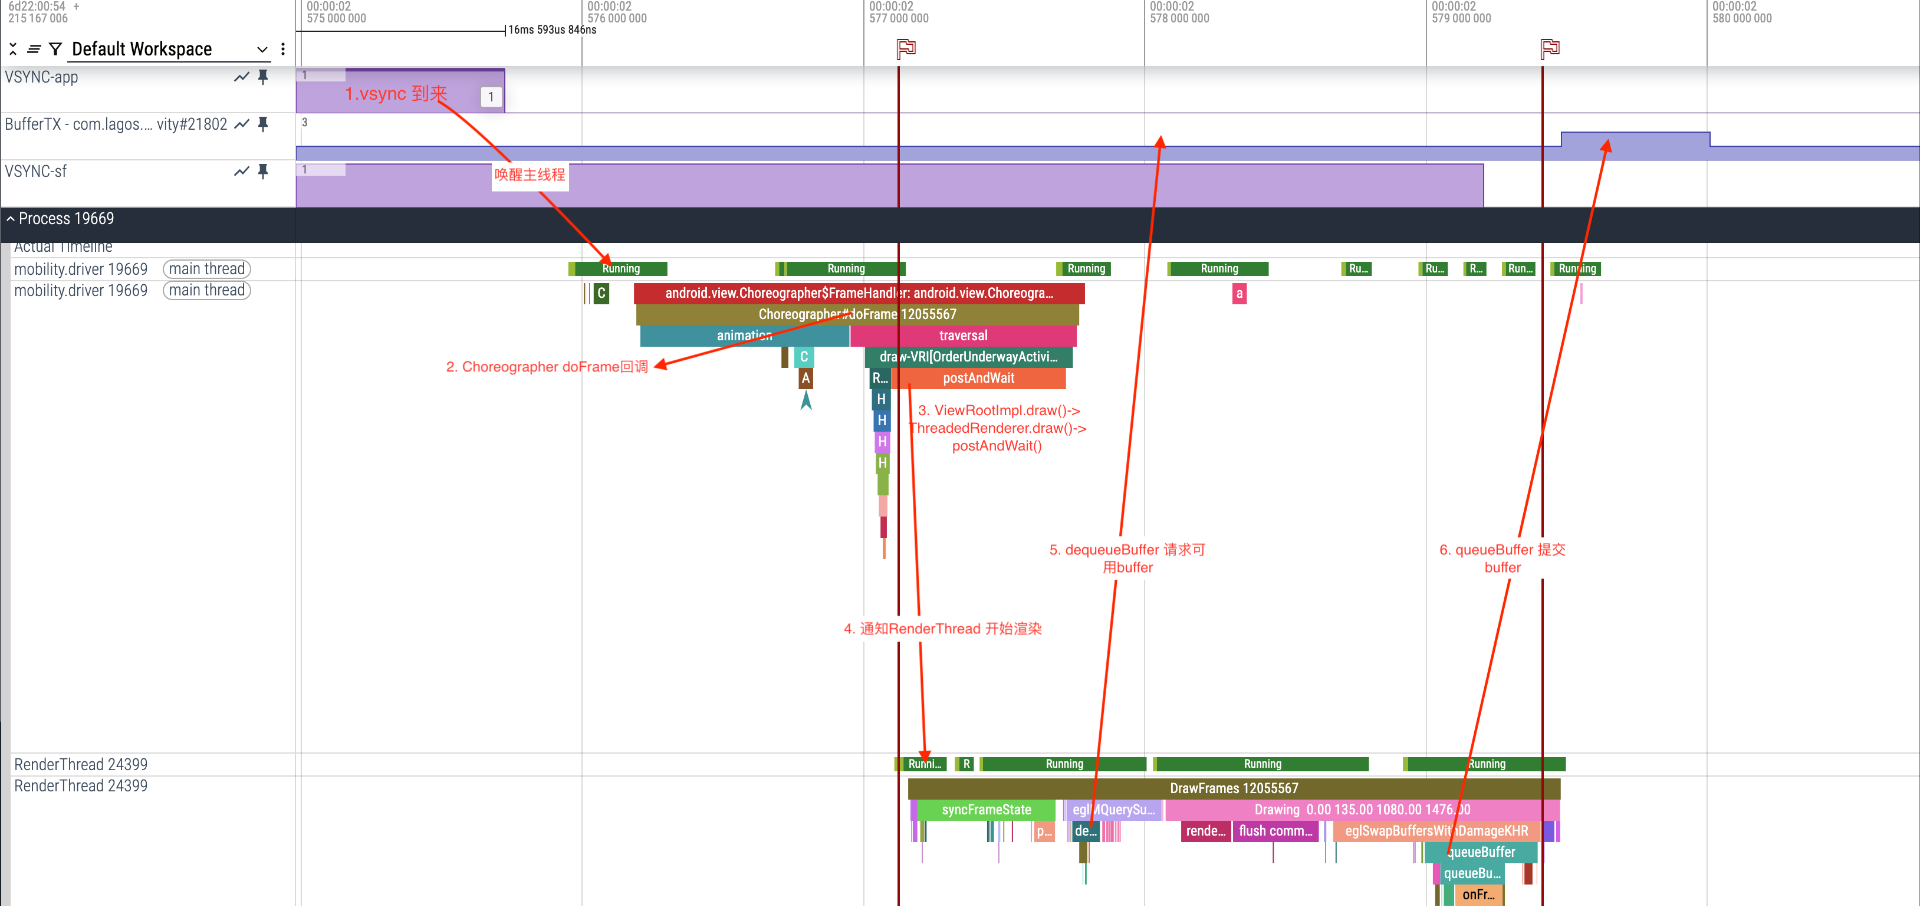 6d22:00:54 +
215 167 006
00:00:02
575 000 000
00:00:02
576 000 000
00:00:02
577 000 000
00:00:02
578 000 000
00:00:02
579 000 000
00:00:02
580 000 000
16ms 593us 846ns
Default Workspace
VSYNC-app
1
1.vsync 到来
1
BufferTX - com.lagos.... vity#21802
3
VSYNC-sf
1
唤醒主线程
Process 19669
Actual Timeline
mobility.driver 19669 main thread
Running
Running
Running
Running
Ru...
Ru...
R...
Run...
Running
mobility.driver 19669 main thread
C
android.view.Choreographer$FrameHandler: android.view.Choreogra...
a
Choreographer#doFrame 12055567
animation
traversal
C
draw-VRI[OrderUnderwayActivi...
2. Choreographer doFrame回调
A
R...
postAndWait
H
H
H
H
3. ViewRootImpl.draw()->
ThreadedRenderer.draw()->
postAndWait()
5. dequeueBuffer 请求可
用buffer
6. queueBuffer 提交
buffer
4. 通知RenderThread 开始渲染
RenderThread 24399
Runni...
R
Running
Running
Running
RenderThread 24399
DrawFrames 12055567
syncFrameState
eglMQuerySu...
Drawing 0.00 135.00 1080.00 1476.00
p...
de...
rende...
flush comm...
eglSwapBuffersWithDamageKHR
queueBuffer
queueBu...
onFr...